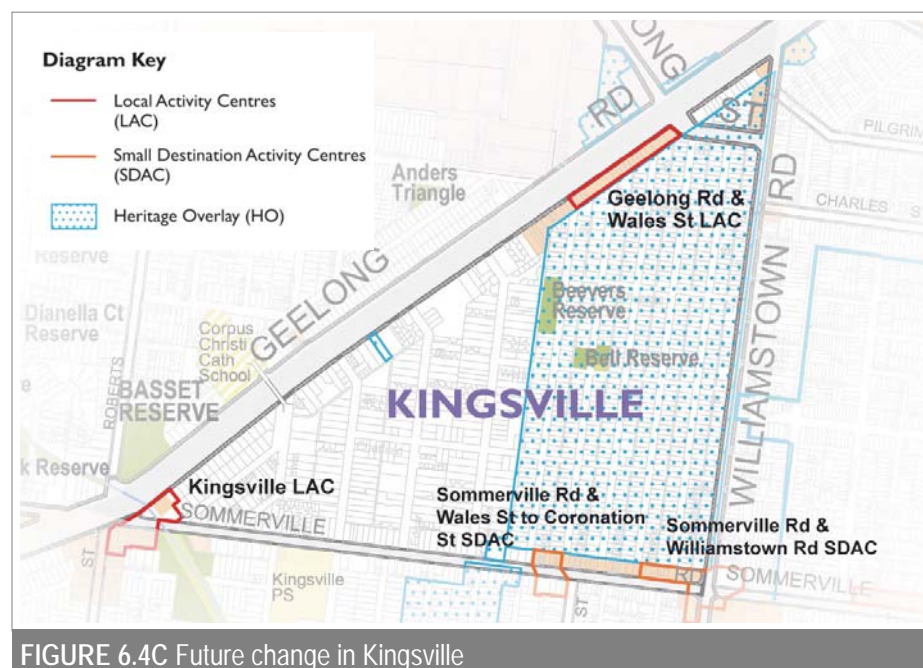 Diagram Key
Local Activity Centres
(LAC)
Small Destination Activity Centres
(SDAC)
Heritage Overlay (HO)
RD
ST
PILGRIM
Anders
Triangle
Geelong Rd &
Wales St LAC
RD
CHARLES
Reserve
GEELONG
Dianella Ct
Reserve
Beevers
Reserve
Corpus
Christi
Cath
School
Bell Reserve
ROBERTS
BASSET
RESERVE
KINGSVILLE
WILLIAMSTOWN
k Reserve
Kingsville LAC
SOMMERVILLE
Sommerville Rd &
Wales St to Coronation
St SDAC
Sommerville Rd &
Williamstown Rd SDAC
ST
Kingsville
PS
ST
RD
SOMMERVILLE
FIGURE 6.4C Future change in Kingsville